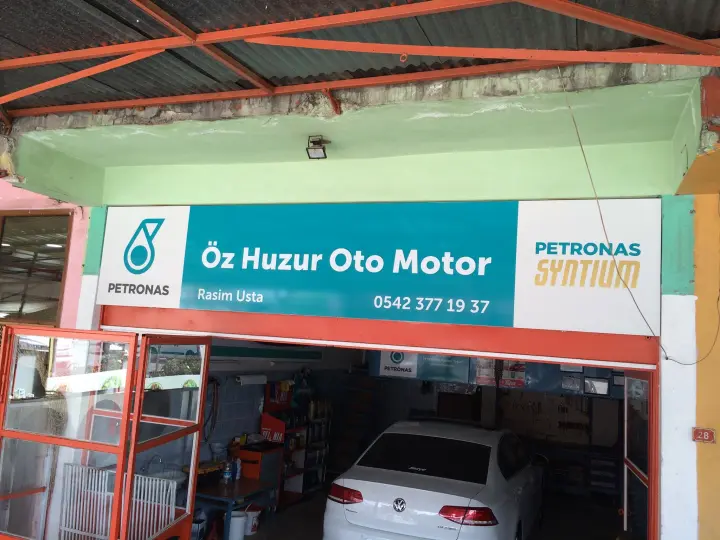 PETRONAS
Öz Huzur Oto Motor
Rasim Usta
0542 377 19 37
PETRONAS
SYNTIUM
PETRONAS
28